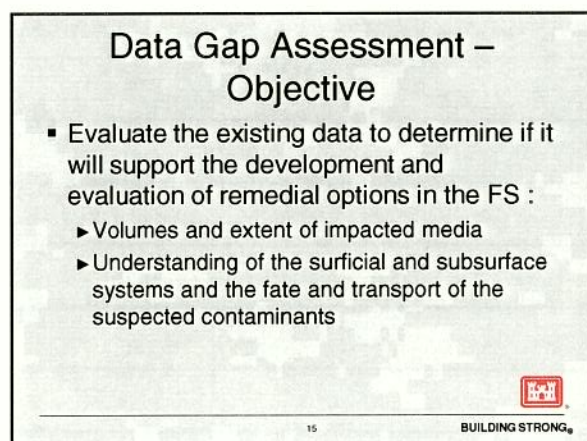 Data Gap Assessment –
Objective
▪ Evaluate the existing data to determine if it
will support the development and
evaluation of remedial options in the FS :
►Volumes and extent of impacted media
►Understanding of the surficial and subsurface
systems and the fate and transport of the
suspected contaminants
15
BUILDING STRONG®